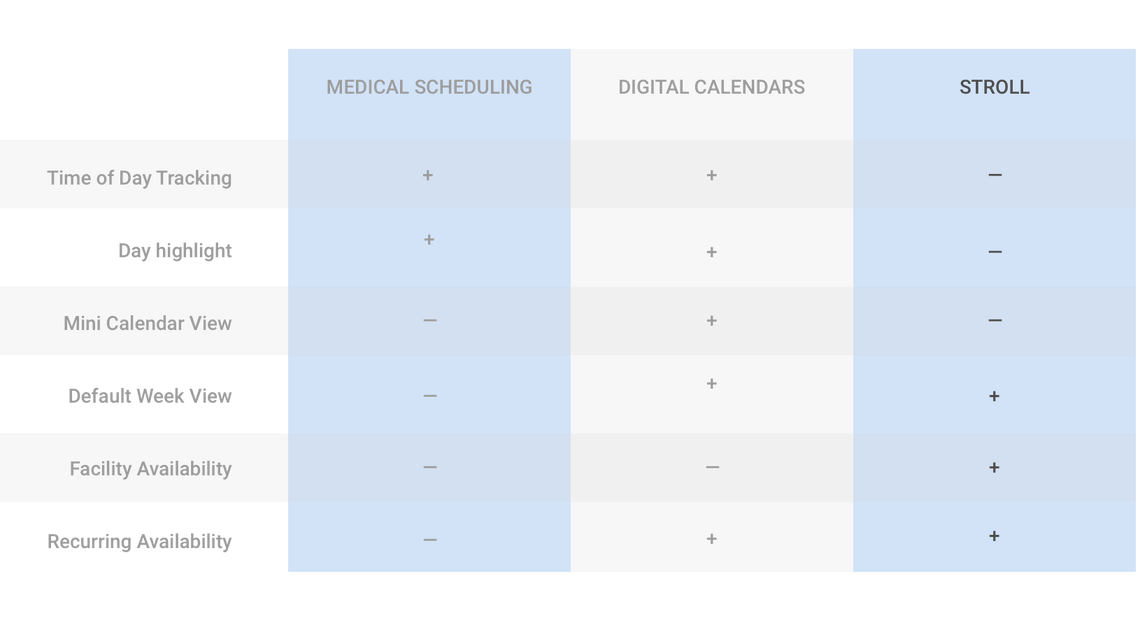 MEDICAL SCHEDULING DIGITAL CALENDARS STROLL
Time of Day Tracking + + —
Day highlight + + —
Mini Calendar View — + —
Default Week View — + +
Facility Availability — — +
Recurring Availability — + +